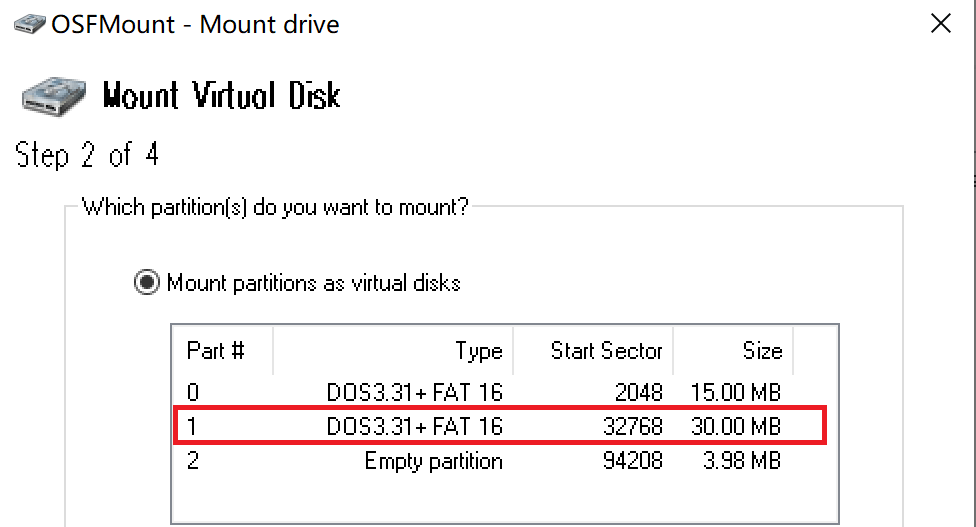 OSFMount - Mount drive
Mount Virtual Disk
Step 2 of 4
Which partition(s) do you want to mount?
Mount partitions as virtual disks
Part # Type Start Sector Size
0 DOS3.31+ FAT 16 2048 15.00 MB
1 DOS3.31+ FAT 16 32768 30.00 MB
2 Empty partition 94208 3.98 MB